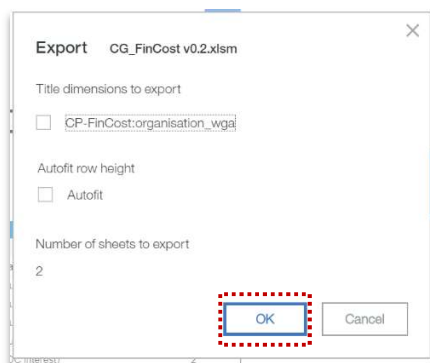 Export CG_FinCost v0.2.xlsm
Title dimensions to export
CP-FinCost:organisation_wga
Autofit row height
Autofit
Number of sheets to export
2
OK Cancel